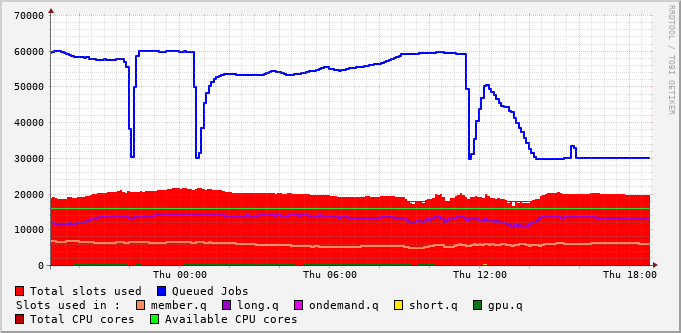 RRDTOOL / TOBI OETIKER
70000
60000
50000
40000
30000
20000
10000
0
Thu 00:00 Thu 06:00 Thu 12:00 Thu 18:00
Total slots used Queued Jobs
Slots used in : member.q long.q ondemand.q short.q gpu.q
Total CPU cores Available CPU cores